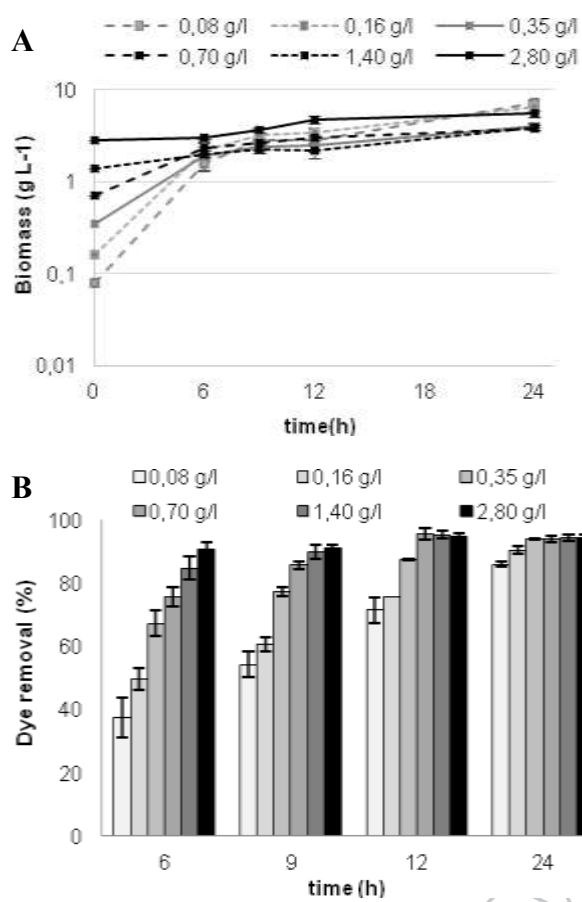 A
0,08 g/l 0,16 g/l 0,35 g/l
0,70 g/l 1,40 g/l 2,80 g/l
Biomass (g L-1)
10
1
0,1
0,01
0 6 12 18 24
time(h)
B
0,08 g/l 0,16 g/l 0,35 g/l
0,70 g/l 1,40 g/l 2,80 g/l
Dye removal (%)
100
80
60
40
20
0
6 9 12 24
time (h)